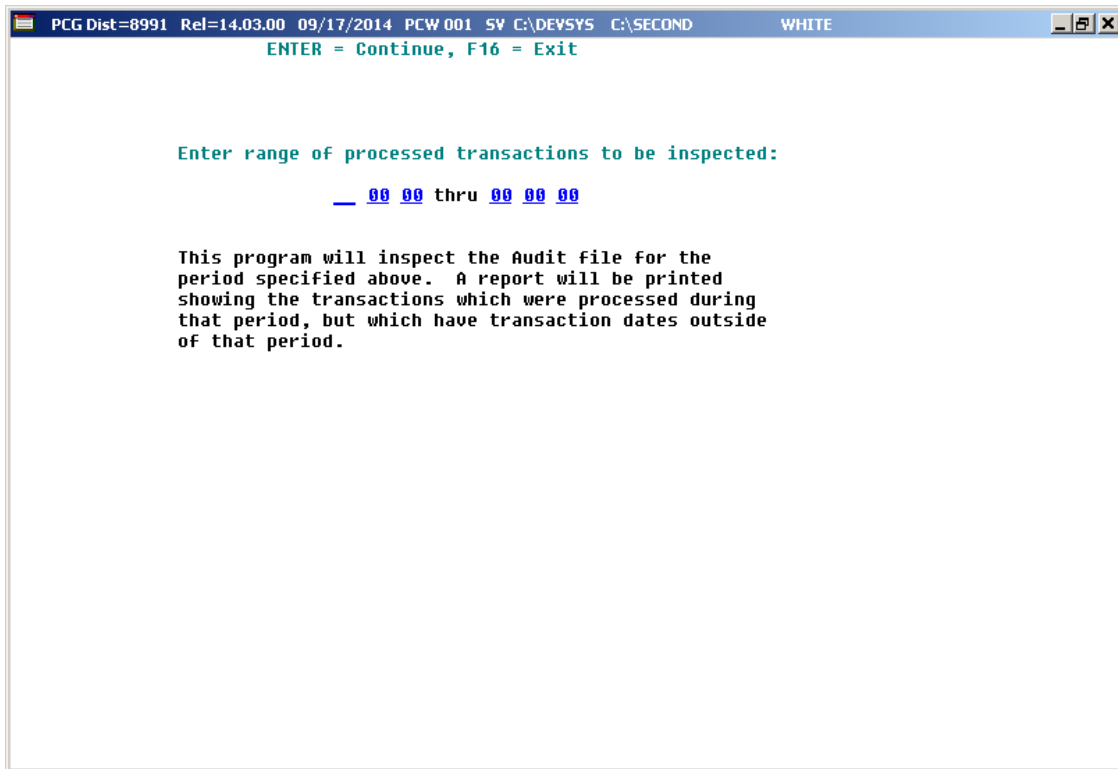 PCG Dist=8991 Rel=14.03.00 09/17/2014 PCW 001 SV C:\DEVSYS C:\SECOND WHITE
ENTER = Continue, F16 = Exit
Enter range of processed transactions to be inspected:
__ 00 00 thru 00 00 00
This program will inspect the Audit file for the
period specified above. A report will be printed
showing the transactions which were processed during
that period, but which have transaction dates outside
of that period.